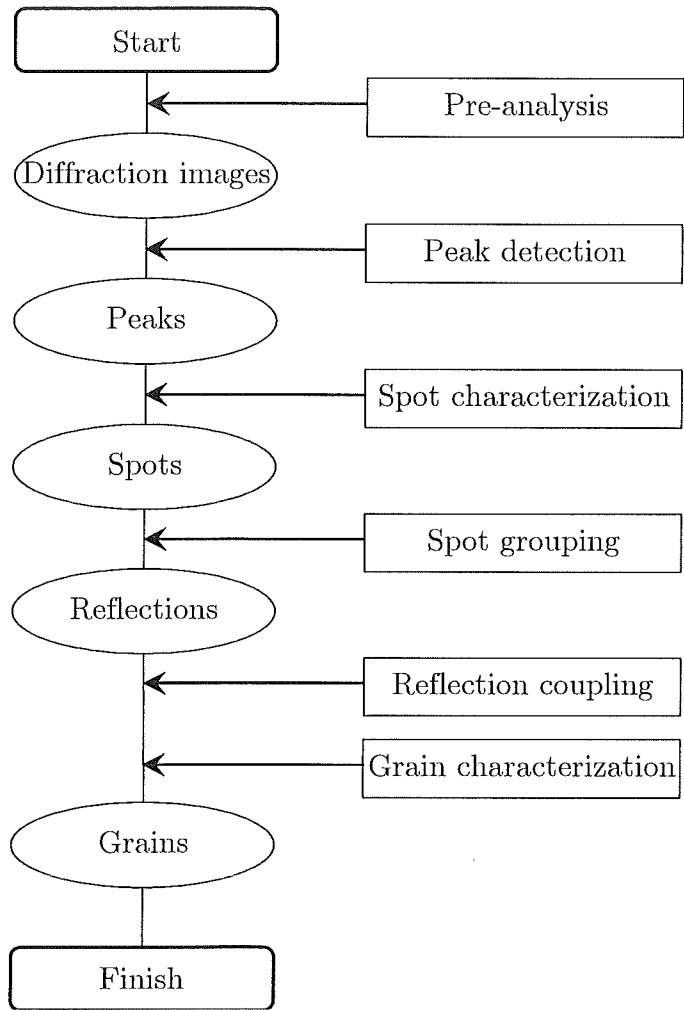 Start
Pre-analysis
Diffraction images
Peak detection
Peaks
Spot characterization
Spots
Spot grouping
Reflections
Reflection coupling
Grain characterization
Grains
Finish